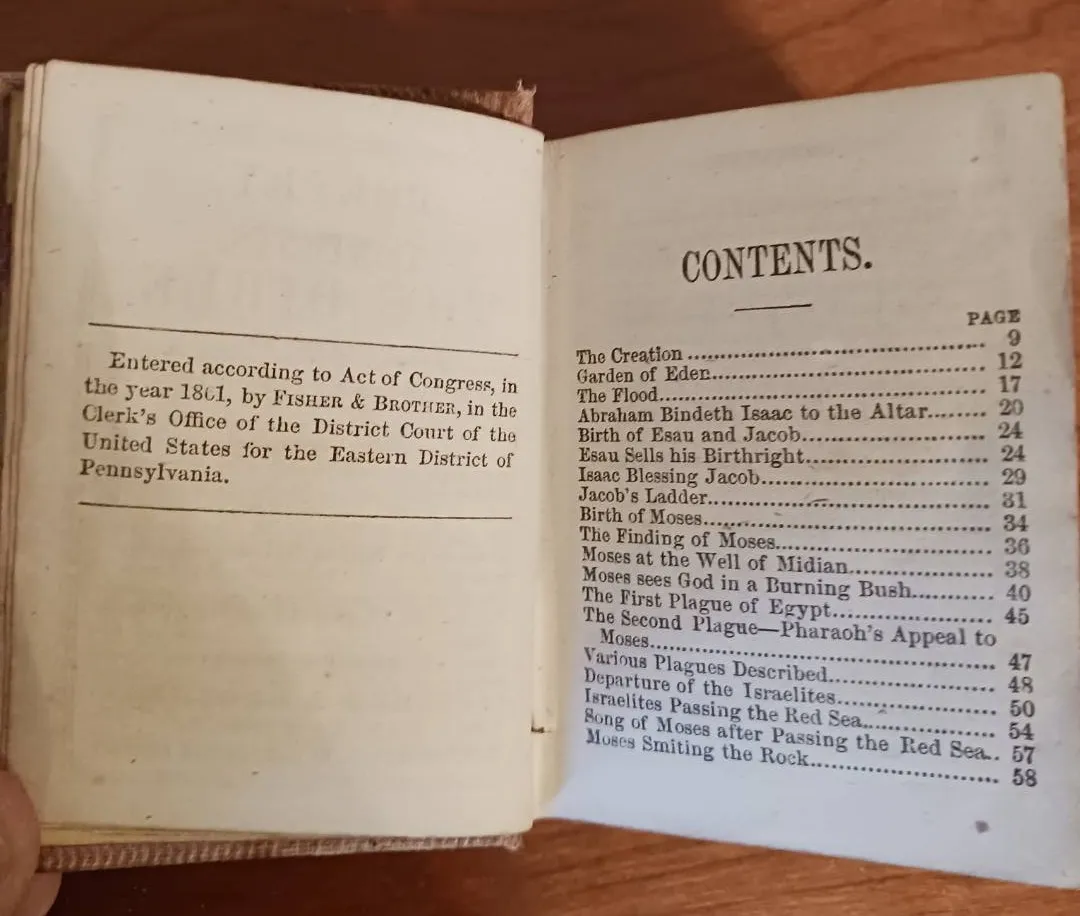 Entered according to Act of Congress, in
the year 1861, by FISHER & BROTHER, in the
Clerk's Office of the District Court of the
United States for the Eastern District of
Pennsylvania.
CONTENTS.
PAGE
The Creation ........................................ 9
Garden of Eden........................................ 12
The Flood........................................ 17
Abraham Bindeth Isaac to the Altar........ 20
Birth of Esau and Jacob........................... 24
Esau Sells his Birthright........................... 24
Isaac Blessing Jacob................................ 29
Jacob's Ladder........................................ 31
Birth of Moses........................................ 34
The Finding of Moses................................ 36
Moses at the Well of Midian.................... 38
Moses sees God in a Burning Bush........... 40
The First Plague of Egypt...................... 45
The Second Plague—Pharaoh's Appeal to
Moses........................................ 47
Various Plagues Described....................... 48
Departure of the Israelites...................... 50
Israelites Passing the Red Sea.................. 54
Song of Moses after Passing the Red Sea.. 57
Moses Smiting the Rock........................... 58